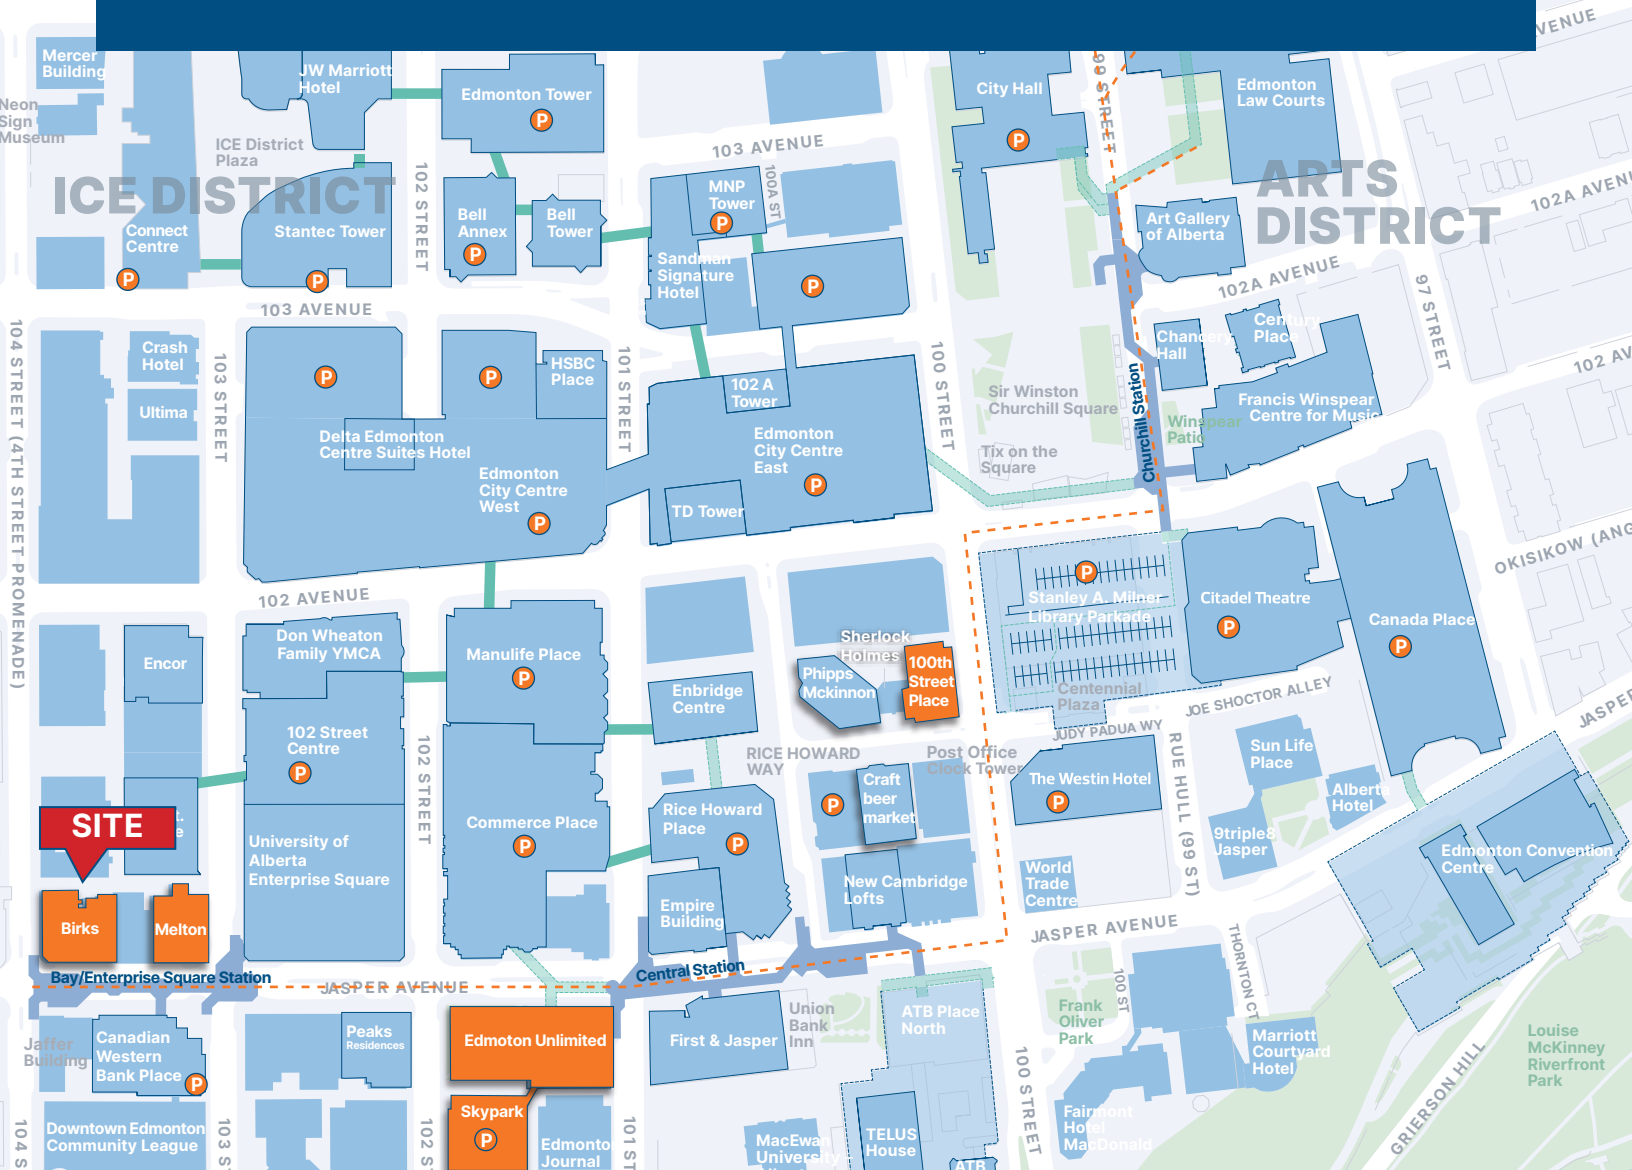 Mercer
Building
Neon
Sign
Museum
JW Marriott
Hotel
ICE District
Plaza
ICE DISTRICT
Connect
Centre
P
Stantec Tower
P
Edmonton Tower
P
102 STREET
Bell
Annex
P
Bell
Tower
103 AVENUE
MNP
Tower
P
100A ST
Sandman
Signature
Hotel
P
City Hall
P
99 STREET
Edmonton
Law Courts
AVENUE
ARTS
DISTRICT
102A AVENU
Art Gallery
of Alberta
102A AVENUE
97 STREET
103 AVENUE
104 STREET (4TH STREET PROMENADE)
Crash
Hotel
Ultima
103 STREET
P
P
HSBC
Place
101 STREET
Delta Edmonton
Centre Suites Hotel
Edmonton
City Centre
West
P
102 A
Tower
Edmonton
City Centre
East
P
TD Tower
100 STREET
Sir Winston
Churchill Square
Tix on the
Square
Churchill Station
Chancery
Hall
Century
Place
Francis Winspear
Centre for Music
Winspear
Patio
102 AV
OKISIKOW (ANG
102 AVENUE
Encor
Don Wheaton
Family YMCA
102 Street
Centre
P
Manulife Place
P
Enbridge
Centre
Sherlock
Holmes
Phipps
Mckinnon
100th
Street
Place
P
Stanley A. Milner
Library Parkade
Centennial
Plaza
Citadel Theatre
P
Canada Place
P
JOE SHOCTOR ALLEY
JUDY PADUA WY
JASPER
RICE HOWARD
WAY
Post Office
Clock Tower
The Westin Hotel
P
RUE HULL (99 ST)
Sun Life
Place
Alberta
Hotel
9triple8
Jasper
Edmonton Convention
Centre
SITE
t.
e
University of
Alberta
Enterprise Square
102 STREET
Commerce Place
P
Rice Howard
Place
P
P
Craft
beer
market
New Cambridge
Lofts
World
Trade
Centre
Empire
Building
Birks
Melton
Bay/Enterprise Square Station
JASPER AVENUE
Central Station
JASPER AVENUE
THORNTON CT
100 ST
Jaffer
Building
Canadian
Western
Bank Place
P
Peaks
Residences
Edmoton Unlimited
First & Jasper
Union
Bank
Inn
ATB Place
North
Frank
Oliver
Park
Marriott
Courtyard
Hotel
Louise
McKinney
Riverfront
Park
GRIERSON HILL
100 STREET
Fairmont
Hotel
MacDonald
104 S
Downtown Edmonton
Community League
103 S
102 S
Skypark
P
Edmonton
Journal
101 ST
MacEwan
University
TELUS
House
ATB